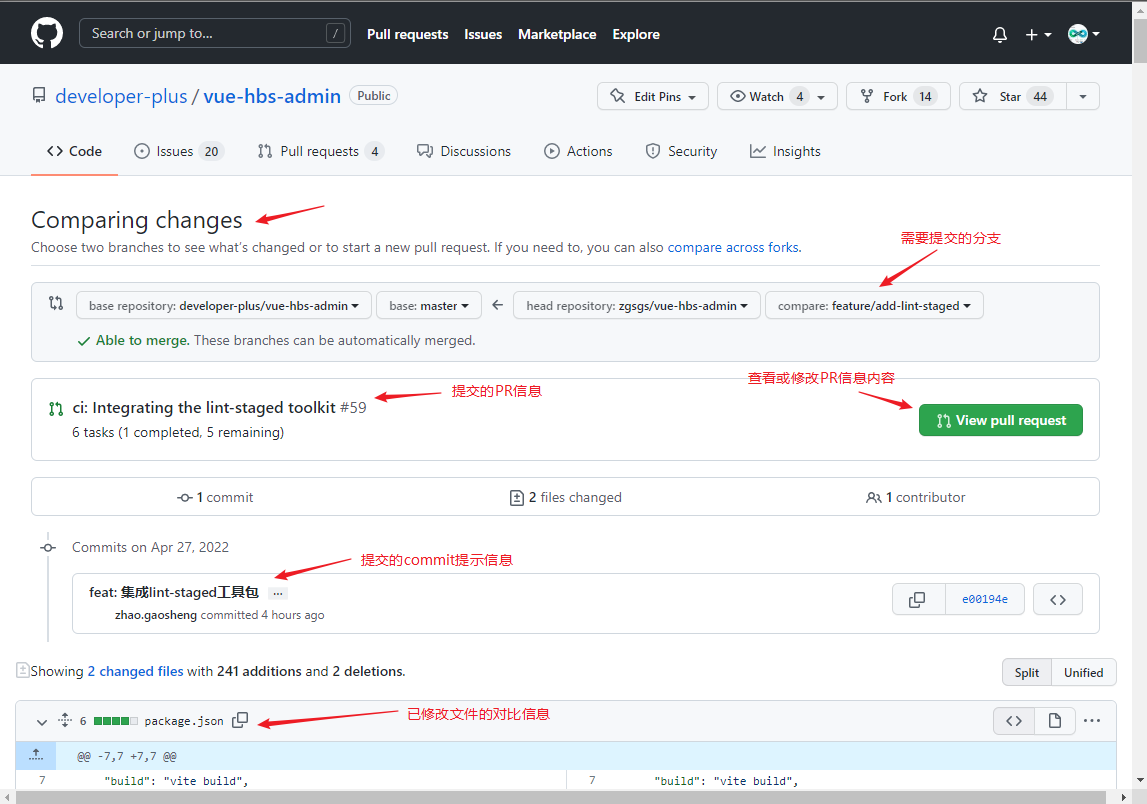 Search or jump to... / Pull requests Issues Marketplace Explore
developer-plus / vue-hbs-admin Public Edit Pins Watch 4 Fork 14 Star 44
Code Issues 20 Pull requests 4 Discussions Actions Security Insights
Comparing changes
Choose two branches to see what's changed or to start a new pull request. If you need to, you can also compare across forks.
需要提交的分支
base repository: developer-plus/vue-hbs-admin base: master head repository: zgsgs/vue-hbs-admin compare: feature/add-lint-staged
Able to merge. These branches can be automatically merged.
查看或修改PR信息内容
提交的PR信息
ci: Integrating the lint-staged toolkit #59
6 tasks (1 completed, 5 remaining)
View pull request
1 commit 2 files changed 1 contributor
Commits on Apr 27, 2022
提交的commit提示信息
feat: 集成lint-staged工具包 ...
zhao.gaosheng committed 4 hours ago
e00194e
Showing 2 changed files with 241 additions and 2 deletions.
Split Unified
已修改文件的对比信息
6 package.json
@@ -7,7 +7,7 @@
7 "build": "vite build", 7 "build": "vite build",